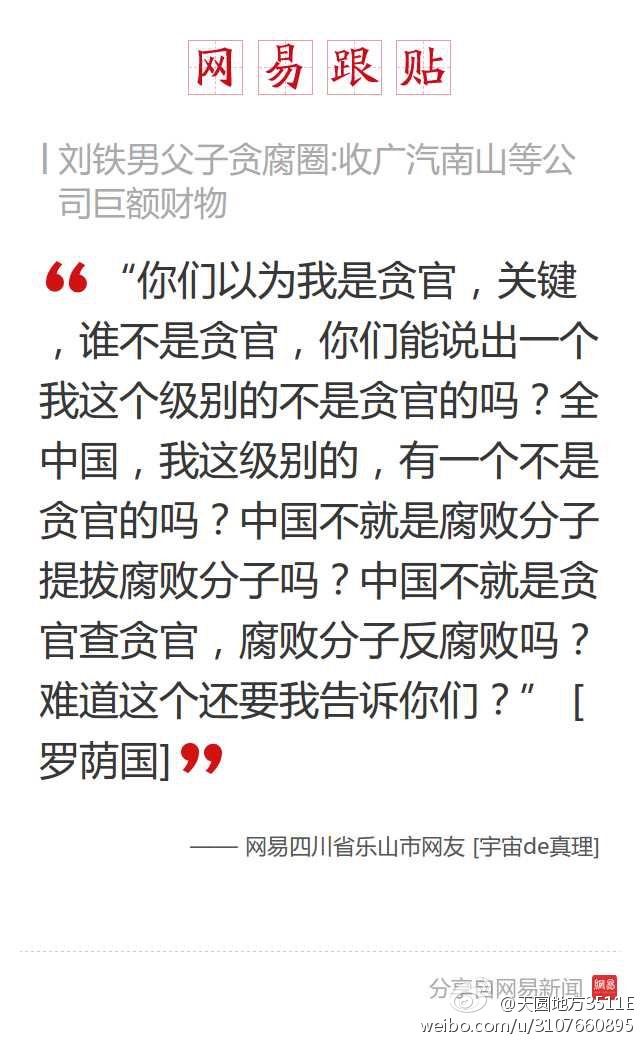 网易跟贴
刘铁男父子贪腐圈:收广汽南山等公
司巨额财物
“你们以为我是贪官，关键
，谁不是贪官，你们能说出一个
我这个级别的不是贪官的吗？全
中国，我这级别的，有一个不是
贪官的吗？中国不就是腐败分子
提拔腐败分子吗？中国不就是贪
官查贪官，腐败分子反腐败吗？
难道这个还要我告诉你们？” [
罗荫国]
—— 网易四川省乐山市网友 [宇宙de真理]
分享自网易新闻 網易
@天圆地方3511E
weibo.com/u/3107660895